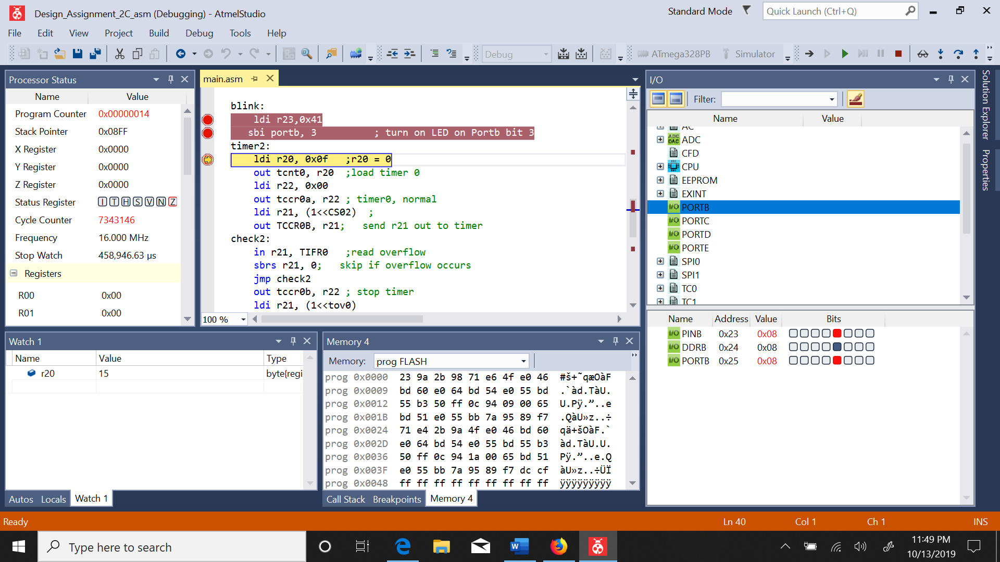 Design_Assignment_2C_asm (Debugging) - AtmelStudio
Standard Mode
Quick Launch (Ctrl+Q)
File Edit View Project Build Debug Tools Help
Debug
ATmega328PB
Simulator
Processor Status
Name Value
Program Counter 0x00000014
Stack Pointer 0x08FF
X Register 0x0000
Y Register 0x0000
Z Register 0x0000
Status Register I T H S V N Z
Cycle Counter 7343146
Frequency 16.000 MHz
Stop Watch 458,946.63 µs
Registers
R00 0x00
R01 0x00
main.asm
blink:
ldi r23,0x41
sbi portb, 3 ; turn on LED on Portb bit 3
timer2:
ldi r20, 0x0f ;r20 = 0
out tcnt0, r20 ;load timer 0
ldi r22, 0x00
out tccr0a, r22 ; timer0, normal
ldi r21, (1<<CS02) ;
out TCCR0B, r21; send r21 out to timer
check2:
in r21, TIFR0 ;read overflow
sbrs r21, 0; skip if overflow occurs
jmp check2
out tccr0b, r22 ; stop timer
ldi r21, (1<<tov0)
100 %
I/O
Filter:
Name Value
AC
ADC
CFD
CPU
EEPROM
EXINT
I/O PORTB
I/O PORTC
I/O PORTD
I/O PORTE
SPI0
SPI1
TC0
TC1
Name Address Value Bits
I/O PINB 0x23 0x08
I/O DDRB 0x24 0x08
I/O PORTB 0x25 0x08
Solution Explorer
Properties
Watch 1
Name Value Type
r20 15 byte{regi
Autos Locals Watch 1
Memory 4
Memory: prog FLASH
prog 0x0000 23 9a 2b 98 71 e6 4f e0 46 #š+˜qæOàF
prog 0x0009 bd 60 e0 64 bd 54 e0 55 bd .`àd.TàU.
prog 0x0012 55 b3 50 ff 0c 94 09 00 65 U.Pÿ.”..e
prog 0x001B bd 51 e0 55 bb 7a 95 89 f7 .QàU»z..÷
prog 0x0024 71 e4 2b 9a 4f e0 46 bd 60 qä+šOàF.`
prog 0x002D e0 64 bd 54 e0 55 bd 55 b3 àd.TàU.U.
prog 0x0036 50 ff 0c 94 1a 00 65 bd 51 Pÿ.”..e.Q
prog 0x003F e0 55 bb 7a 95 89 f7 dc cf àU»z..÷ÜÏ
prog 0x0048 ff ff ff ff ff ff ff ff ff ÿÿÿÿÿÿÿÿÿ
Call Stack Breakpoints Memory 4
Ready Ln 40 Col 1 Ch 1 INS
Type here to search
11:49 PM
10/13/2019